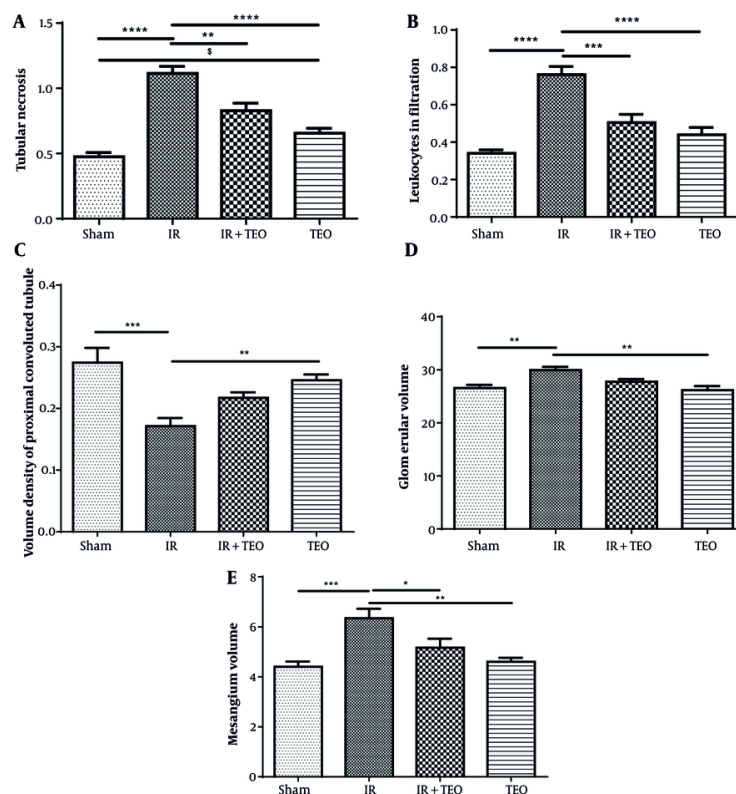 A
Tubular necrosis
1.5
1.0
0.5
0.0
****
****
**
$
Sham IR IR + TEO TEO
B
Leukocytes in filtration
1.0
0.8
0.6
0.4
0.2
0.0
****
****
***
Sham IR IR + TEO TEO
C
Volume density of proximal convoluted tubule
0.4
0.3
0.2
0.1
0.0
***
**
Sham IR IR + TEO TEO
D
Glom erular volume
40
30
20
10
0
**
**
Sham IR IR + TEO TEO
E
Mesangium volume
8
6
4
2
0
***
*
**
Sham IR IR + TEO TEO